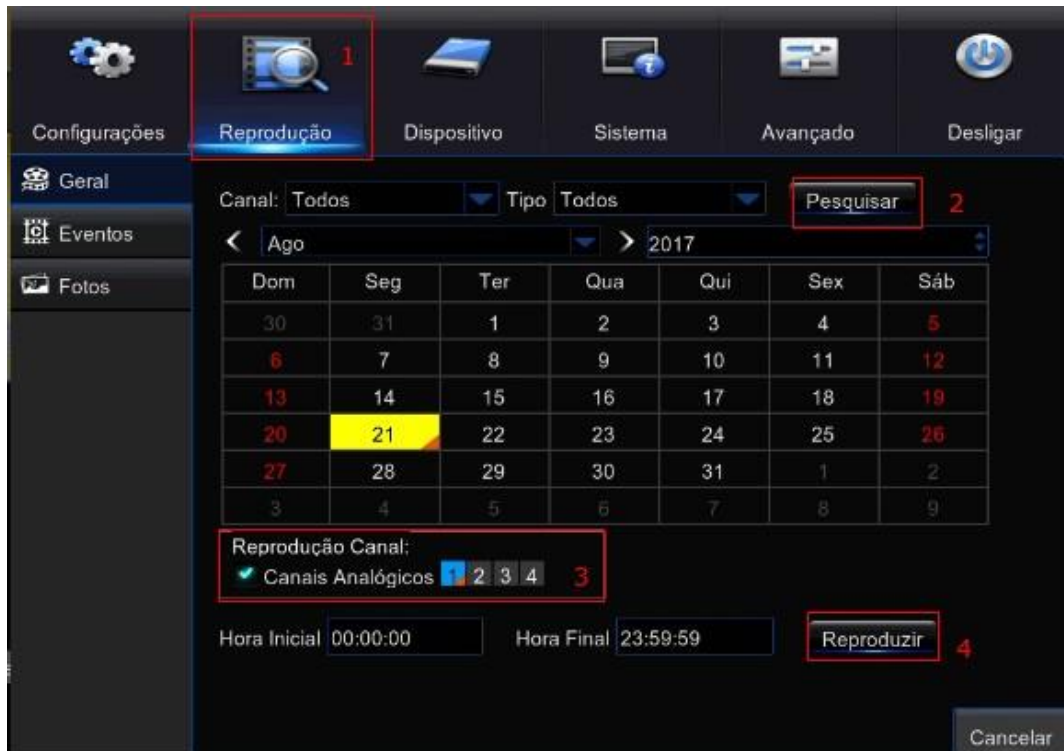 1
Configurações Reprodução Dispositivo Sistema Avançado Desligar
Geral
Eventos
Fotos
Canal: Todos Tipo Todos Pesquisar 2
< Ago > 2017
Dom Seg Ter Qua Qui Sex Sáb
30 31 1 2 3 4 5
6 7 8 9 10 11 12
13 14 15 16 17 18 19
20 21 22 23 24 25 26
27 28 29 30 31 1 2
3 4 5 6 7 8 9
Reprodução Canal:
Canais Analógicos 1 2 3 4 3
Hora Inicial 00:00:00 Hora Final 23:59:59 Reproduzir 4
Cancelar